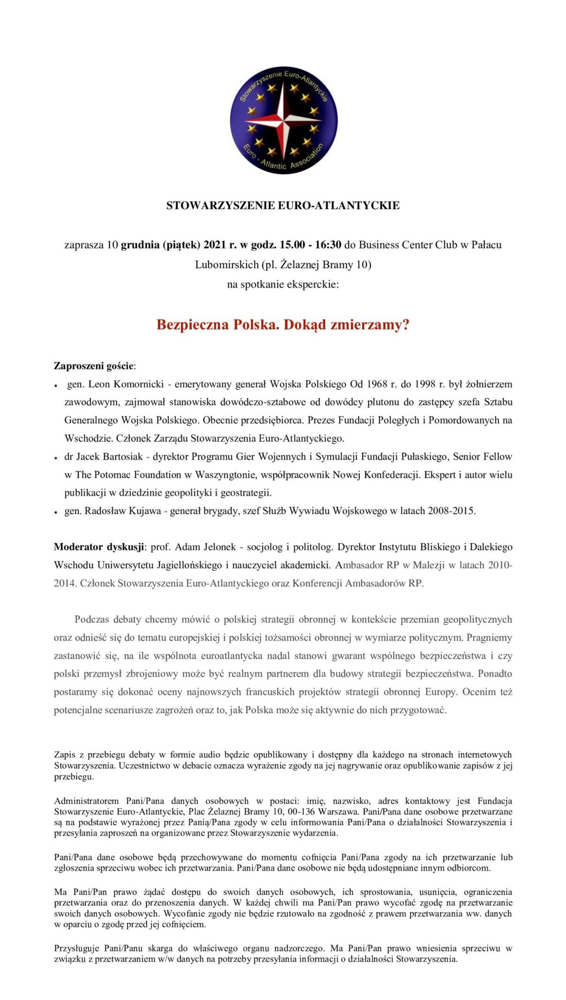 Stowarzyszenie Euro-Atlantyckie
Euro - Atlantic Association
STOWARZYSZENIE EURO-ATLANTYCKIE
zaprasza 10 grudnia (piątek) 2021 r. w godz. 15.00 - 16:30 do Business Center Club w Pałacu
Lubomirskich (pl. Żelaznej Bramy 10)
na spotkanie eksperckie:
Bezpieczna Polska. Dokąd zmierzamy?
Zaproszeni goście:
gen. Leon Komornicki - emerytowany generał Wojska Polskiego Od 1968 r. do 1998 r. był żołnierzem
zawodowym, zajmował stanowiska dowódczo-sztabowe od dowódcy plutonu do zastępcy szefa Sztabu
Generalnego Wojska Polskiego. Obecnie przedsiębiorca. Prezes Fundacji Poległych i Pomordowanych na
Wschodzie. Członek Zarządu Stowarzyszenia Euro-Atlantyckiego.
dr Jacek Bartosiak - dyrektor Programu Gier Wojennych i Symulacji Fundacji Pułaskiego, Senior Fellow
w The Potomac Foundation w Waszyngtonie, współpracownik Nowej Konfederacji. Ekspert i autor wielu
publikacji w dziedzinie geopolityki i geostrategii.
gen. Radosław Kujawa - generał brygady, szef Służb Wywiadu Wojskowego w latach 2008-2015.
Moderator dyskusji: prof. Adam Jelonek - socjolog i politolog. Dyrektor Instytutu Bliskiego i Dalekiego
Wschodu Uniwersytetu Jagiellońskiego i nauczyciel akademicki. Ambasador RP w Malezji w latach 2010-
2014. Członek Stowarzyszenia Euro-Atlantyckiego oraz Konferencji Ambasadorów RP.
Podczas debaty chcemy mówić o polskiej strategii obronnej w kontekście przemian geopolitycznych
oraz odnieść się do tematu europejskiej i polskiej tożsamości obronnej w wymiarze politycznym. Pragniemy
zastanowić się, na ile wspólnota euroatlantycka nadal stanowi gwarant wspólnego bezpieczeństwa i czy
polski przemysł zbrojeniowy może być realnym partnerem dla budowy strategii bezpieczeństwa. Ponadto
postaramy się dokonać oceny najnowszych francuskich projektów strategii obronnej Europy. Ocenim też
potencjalne scenariusze zagrożeń oraz to, jak Polska może się aktywnie do nich przygotować.
Zapis z przebiegu debaty w formie audio będzie opublikowany i dostępny dla każdego na stronach internetowych
Stowarzyszenia. Uczestnictwo w debacie oznacza wyrażenie zgody na jej nagrywanie oraz opublikowanie zapisów z jej
przebiegu.
Administratorem Pani/Pana danych osobowych w postaci: imię, nazwisko, adres kontaktowy jest Fundacja
Stowarzyszenie Euro-Atlantyckie, Plac Żelaznej Bramy 10, 00-136 Warszawa. Pani/Pana dane osobowe przetwarzane
są na podstawie wyrażonej przez Panią/Pana zgody w celu informowania Pani/Pana o działalności Stowarzyszenia i
przesyłania zaproszeń na organizowane przez Stowarzyszenie wydarzenia.
Pani/Pana dane osobowe będą przechowywane do momentu cofnięcia Pani/Pana zgody na ich przetwarzanie lub
zgłoszenia sprzeciwu wobec ich przetwarzania. Pani/Pana dane osobowe nie będą udostępniane innym odbiorcom.
Ma Pani/Pan prawo żądać dostępu do swoich danych osobowych, ich sprostowania, usunięcia, ograniczenia
przetwarzania oraz do przenoszenia danych. W każdej chwili ma Pani/Pan prawo wycofać zgodę na przetwarzanie
swoich danych osobowych. Wycofanie zgody nie będzie rzutowało na zgodność z prawem przetwarzania ww. danych
w oparciu o zgodę przed jej cofnięciem.
Przysługuje Pani/Panu skarga do właściwego organu nadzorczego. Ma Pani/Pan prawo wniesienia sprzeciwu w
związku z przetwarzaniem w/w danych na potrzeby przesyłania informacji o działalności Stowarzyszenia.